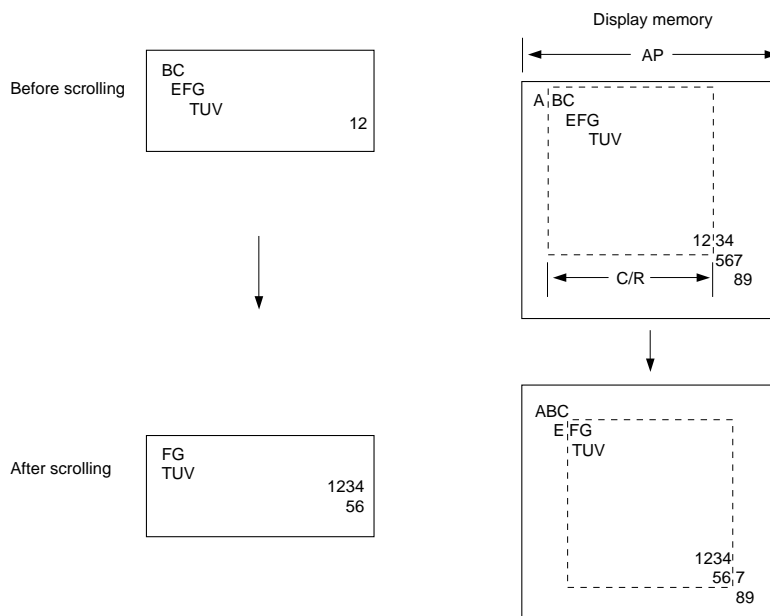 Display memory
AP
Before scrolling
BC
EFG
TUV
12
A BC
EFG
TUV
12 34
567
89
C/R
After scrolling
FG
TUV
1234
56
ABC
E FG
TUV
1234
56 7
89